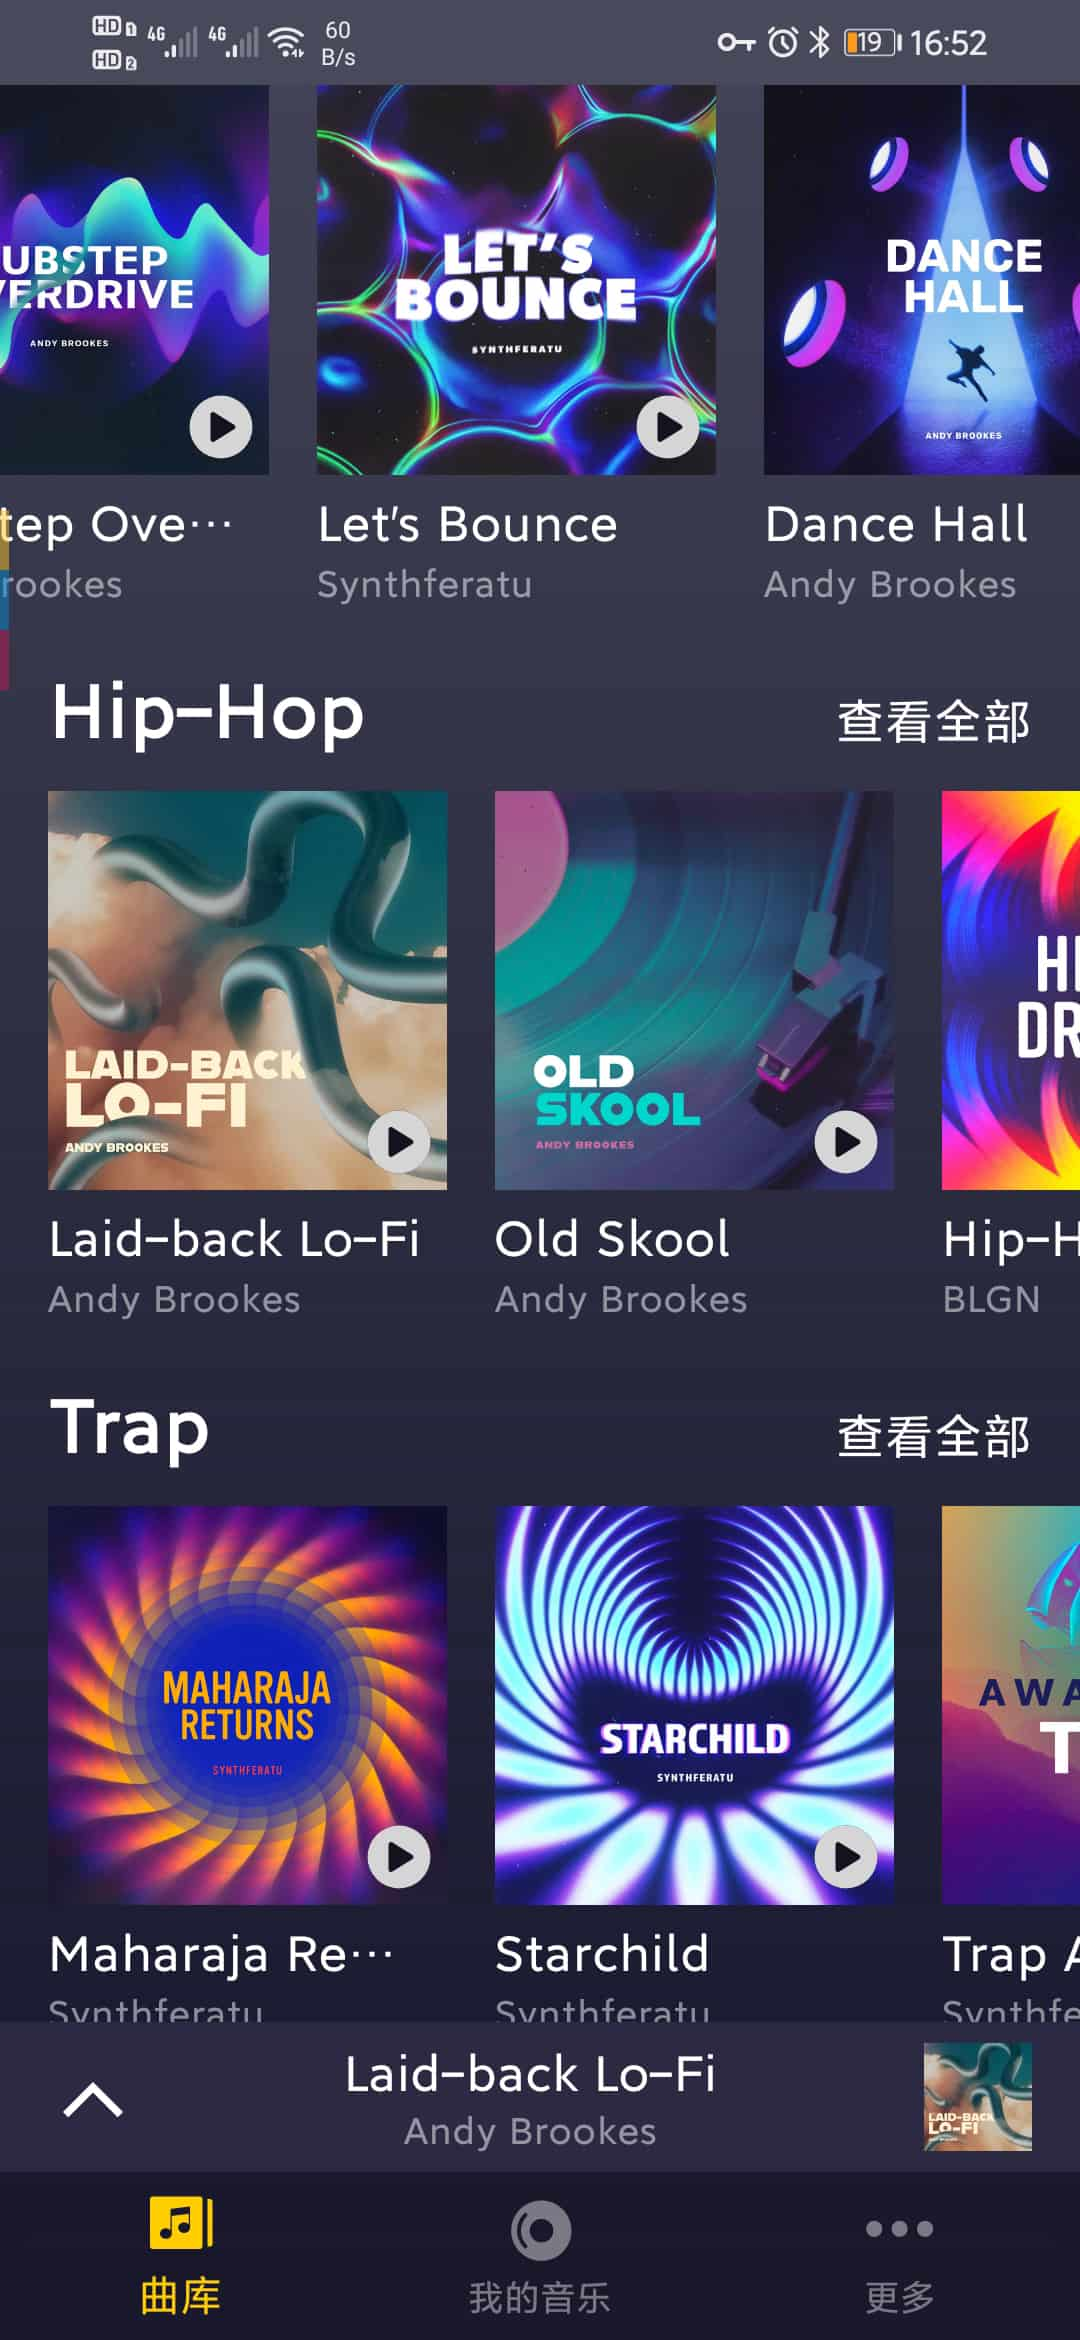 HD 1 4G 4G 60
HD 2 B/s
19 16:52
UBSTEP
VERDRIVE
ANDY BROOKES
LET'S
BOUNCE
SYNTHFERATU
DANCE
HALL
ANDY BROOKES
tep Ove···
rookes
Let's Bounce
Synthferatu
Dance Hall
Andy Brookes
Hip-Hop
查看全部
LAID-BACK
LO-FI
ANDY BROOKES
OLD
SKOOL
ANDY BROOKES
HI
DR
Laid-back Lo-Fi
Andy Brookes
Old Skool
Andy Brookes
Hip-H
BLGN
Trap
查看全部
MAHARAJA
RETURNS
SYNTHFERATU
STARCHILD
SYNTHFERATU
AWA
T
Maharaja Re···
Synthferatu
Starchild
Synthferatu
Trap A
Synthfe
Laid-back Lo-Fi
Andy Brookes
LAID-BACK
LO-FI
曲库
我的音乐
更多